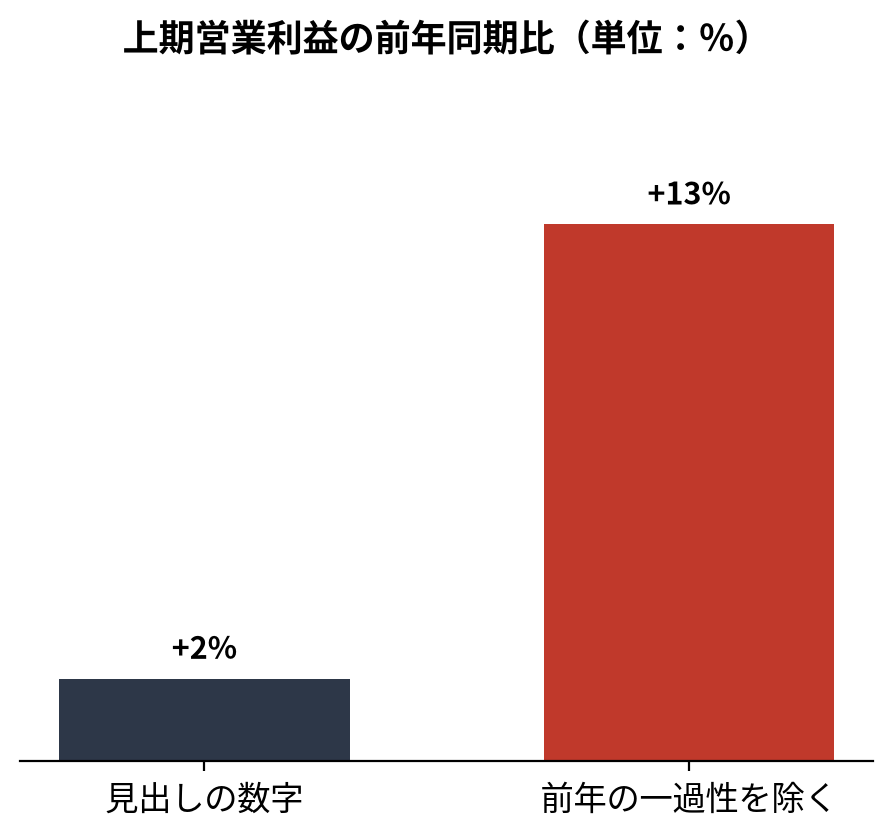 上期営業利益の前年同期比（単位：％）
+13%
+2%
見出しの数字
前年の一過性を除く